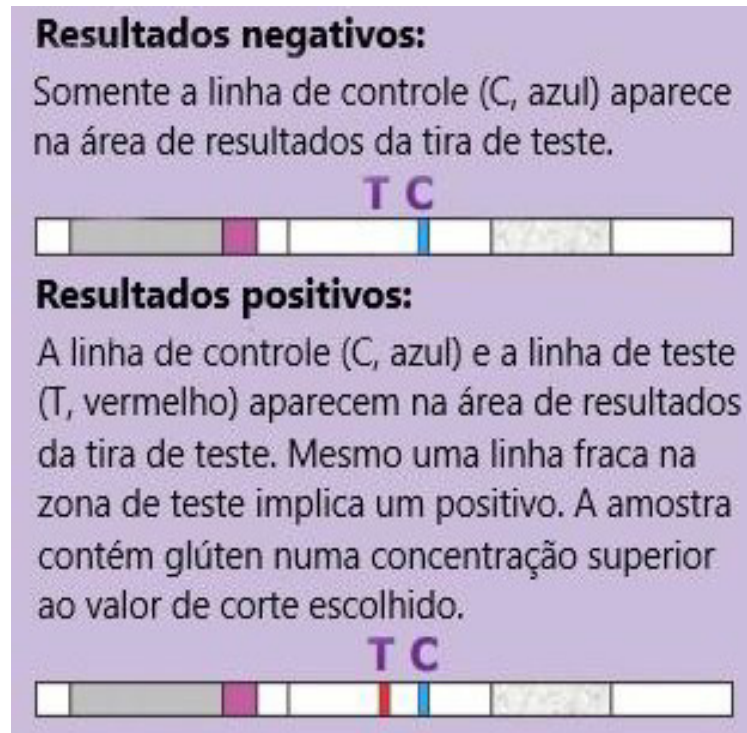 Resultados negativos:
Somente a linha de controle (C, azul) aparece
na área de resultados da tira de teste.
T C
Resultados positivos:
A linha de controle (C, azul) e a linha de teste
(T, vermelho) aparecem na área de resultados
da tira de teste. Mesmo uma linha fraca na
zona de teste implica um positivo. A amostra
contém glúten numa concentração superior
ao valor de corte escolhido.
T C